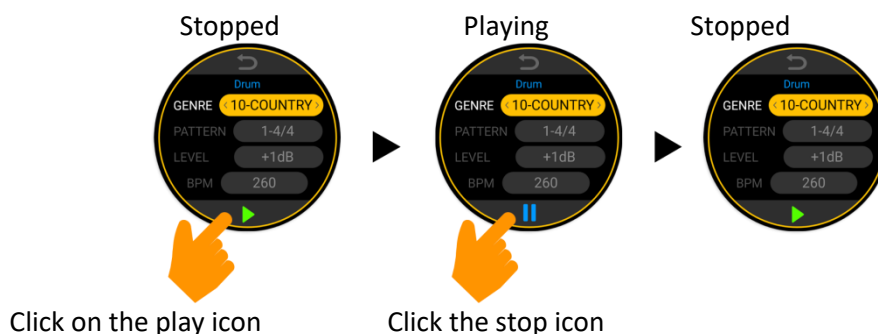 Stopped
Playing
Stopped
Drum
GENRE ‹ 10-COUNTRY ›
PATTERN 1-4/4
LEVEL +1dB
BPM 260
Drum
GENRE ‹ 10-COUNTRY ›
PATTERN 1-4/4
LEVEL +1dB
BPM 260
Drum
GENRE ‹ 10-COUNTRY ›
PATTERN 1-4/4
LEVEL +1dB
BPM 260
Click on the play icon
Click the stop icon